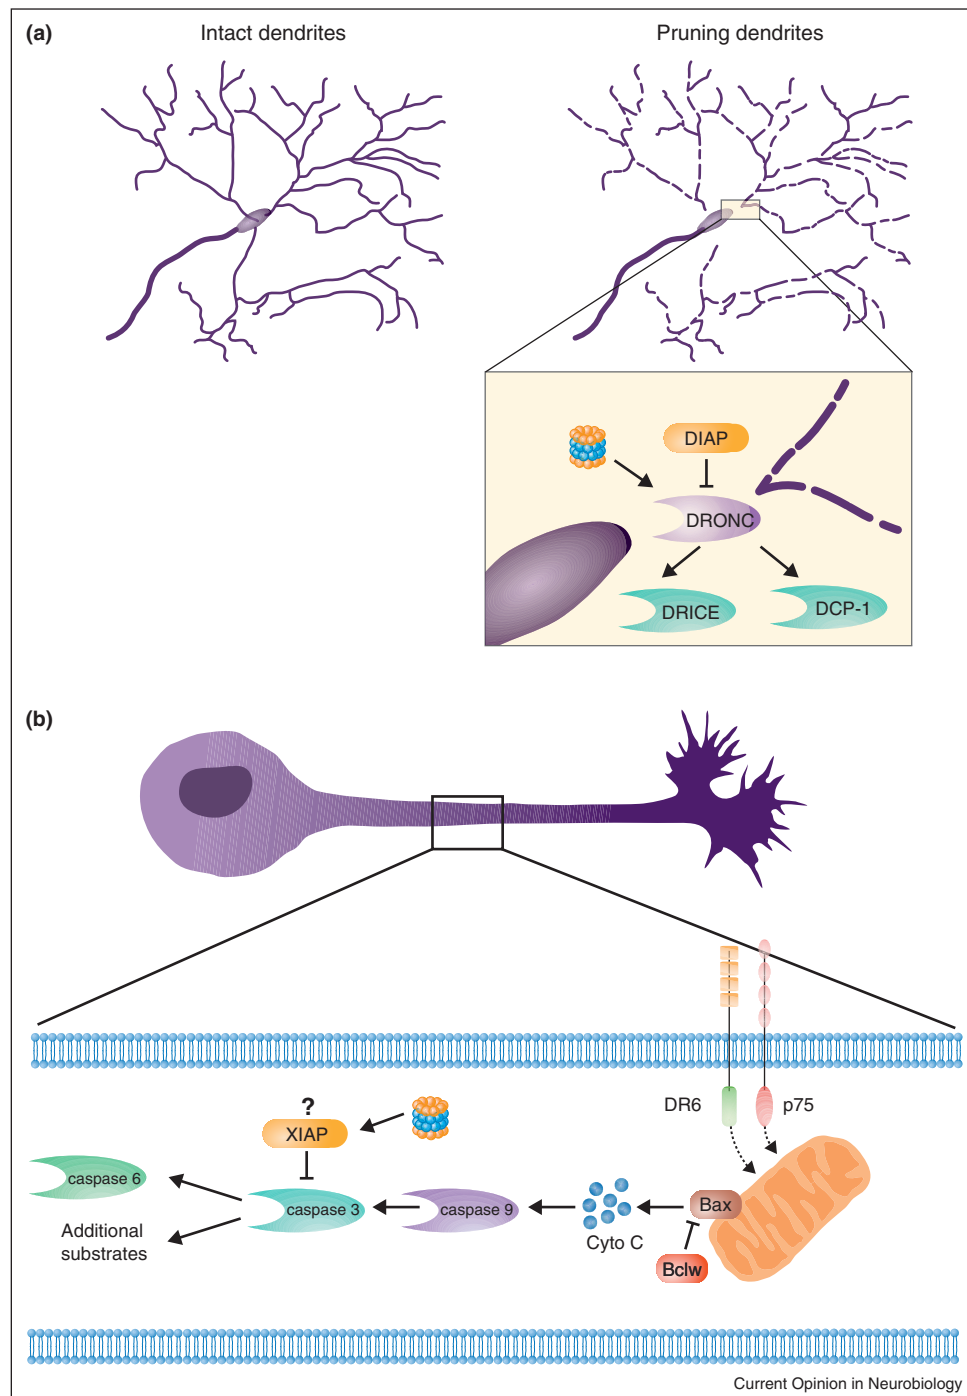 (a)
Intact dendrites
Pruning dendrites
DIAP
DRONC
DRICE
DCP-1
(b)
DR6
p75
?
XIAP
caspase 6
caspase 3
caspase 9
Cyto C
Bax
Bclw
Additional
substrates
Current Opinion in Neurobiology